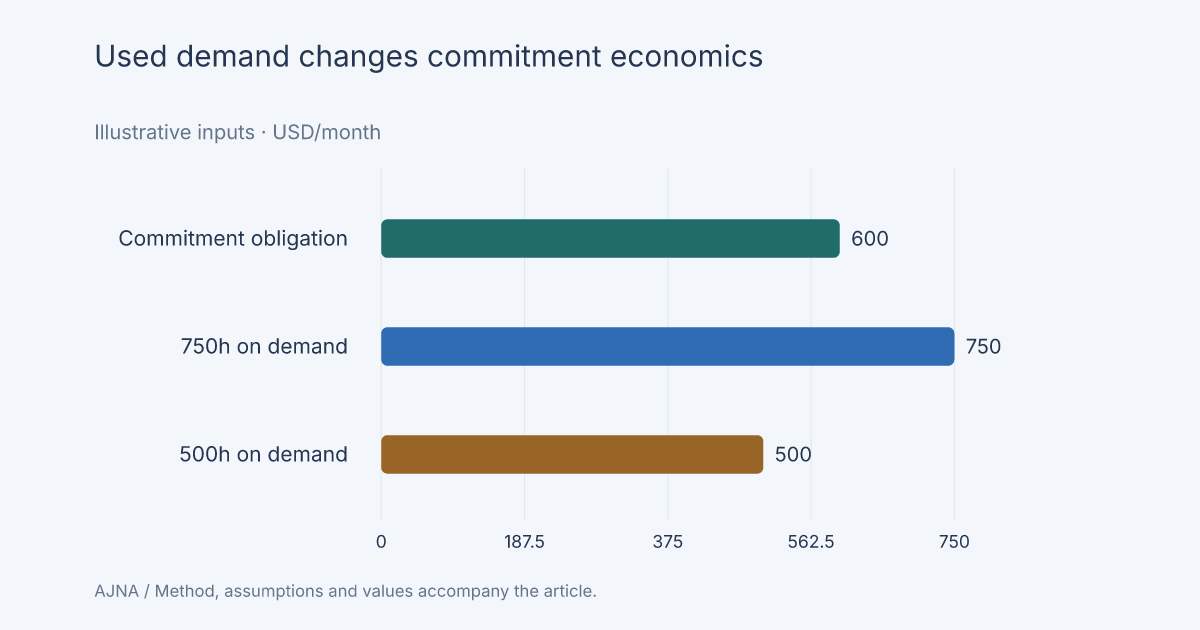 Used demand changes commitment economics
Illustrative inputs · USD/month
Commitment obligation 600
750h on demand 750
500h on demand 500
0 187.5 375 562.5 750
AJNA / Method, assumptions and values accompany the article.